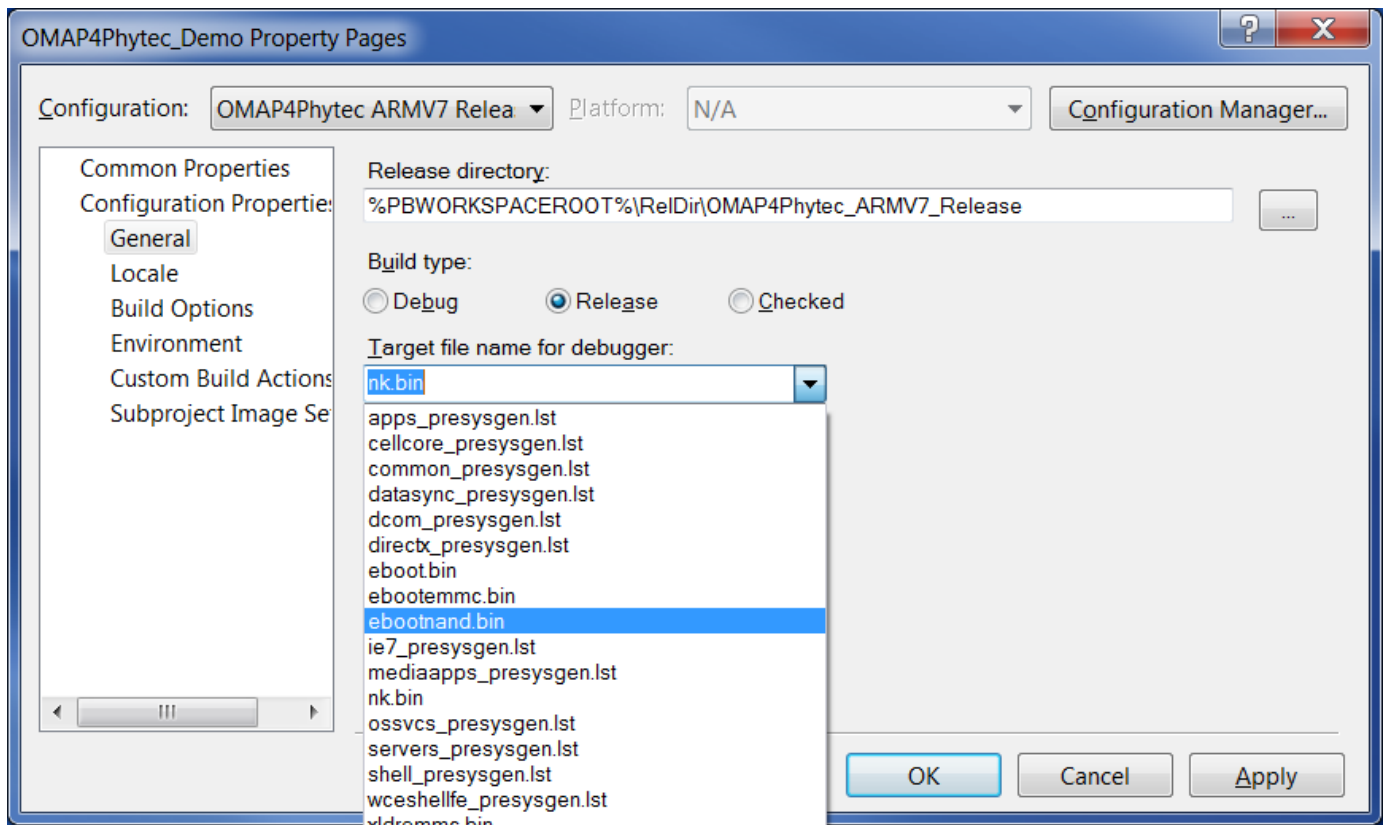 OMAP4Phytec_Demo Property Pages
Configuration: OMAP4Phytec ARMV7 Relea Platform: N/A Configuration Manager...
Common Properties
Configuration Propertie
General
Locale
Build Options
Environment
Custom Build Actions
Subproject Image Se
Release directory:
%PBWORKSPACEROOT%\RelDir\OMAP4Phytec_ARMV7_Release
...
Build type:
Debug Release Checked
Target file name for debugger:
nk.bin
apps_presysgen.lst
cellcore_presysgen.lst
common_presysgen.lst
datasync_presysgen.lst
dcom_presysgen.lst
directx_presysgen.lst
eboot.bin
ebootemmc.bin
ebootnand.bin
ie7_presysgen.lst
mediaapps_presysgen.lst
nk.bin
ossvcs_presysgen.lst
servers_presysgen.lst
shell_presysgen.lst
wceshellfe_presysgen.lst
xldremmc.bin
OK Cancel Apply